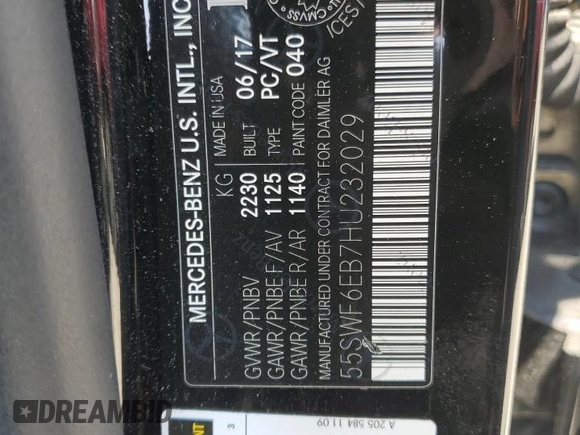 MERCEDES-BENZ U.S. INTL., INC
KG
MADE IN USA
GVWR/PNBV 2230 BUILT 06/17
GAWR/PNBE F/AV 1125 TYPE PC/VT
GAWR/PNBE R/AR 1140 PAINT CODE 040
MANUFACTURED UNDER CONTRACT FOR DAIMLER AG
55SWF6EB7HU232029
CMVSS
A 205 584 11 09
3
DREAMBID